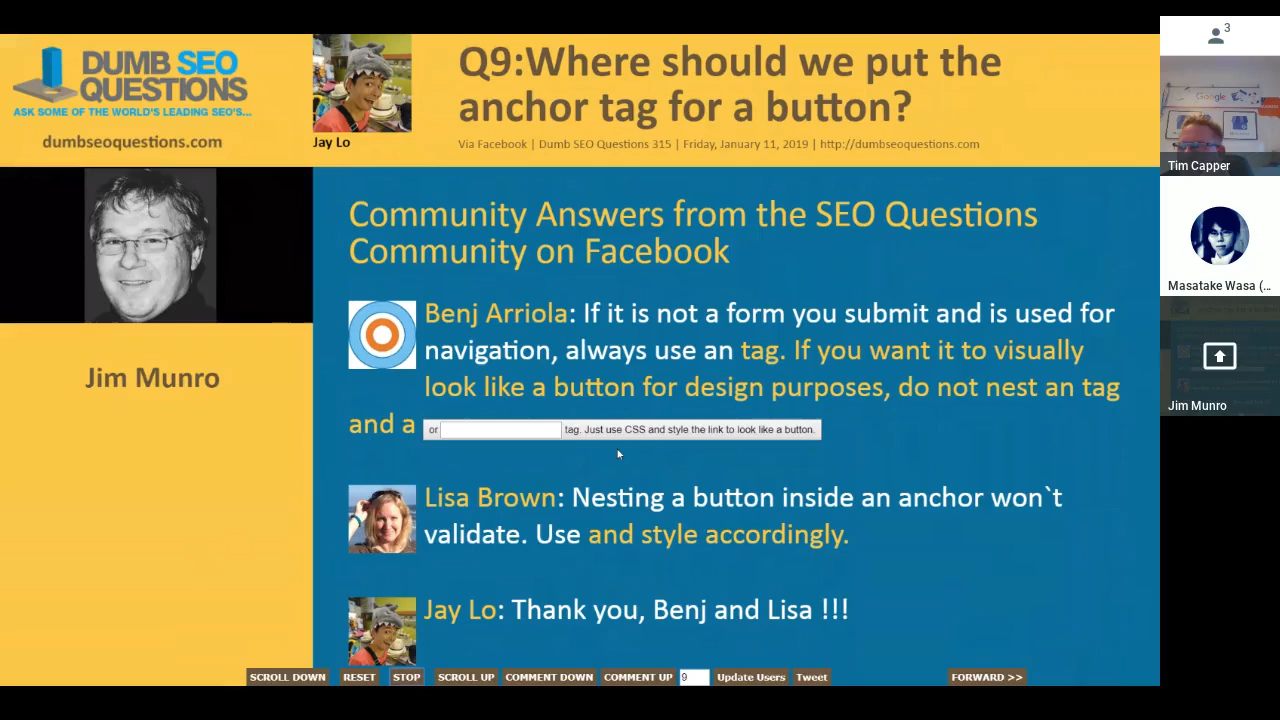 DUMB SEO
QUESTIONS
ASK SOME OF THE WORLD'S LEADING SEO'S...
dumbseoquestions.com
Jay Lo
Q9:Where should we put the
anchor tag for a button?
Via Facebook | Dumb SEO Questions 315 | Friday, January 11, 2019 | http://dumbseoquestions.com
Jim Munro
Community Answers from the SEO Questions
Community on Facebook
Benj Arriola: If it is not a form you submit and is used for
navigation, always use an tag. If you want it to visually
look like a button for design purposes, do not nest an tag
and a or tag. Just use CSS and style the link to look like a button.
Lisa Brown: Nesting a button inside an anchor won`t
validate. Use and style accordingly.
Jay Lo: Thank you, Benj and Lisa !!!
SCROLL DOWN RESET STOP SCROLL UP COMMENT DOWN COMMENT UP 9 Update Users Tweet FORWARD >>
3
Google
Tim Capper
Masatake Wasa (...
Jim Munro